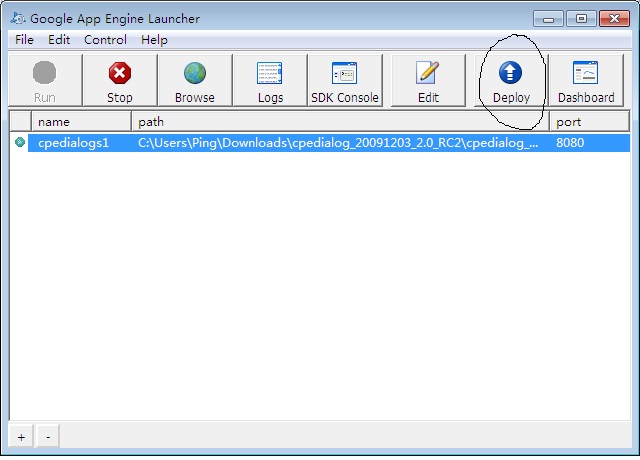 Google App Engine Launcher
File Edit Control Help
Run Stop Browse Logs SDK Console Edit Deploy Dashboard
name path port
cpedialogs1 C:\Users\Ping\Downloads\cpedialog_20091203_2.0_RC2\cpedialog_... 8080
+ -